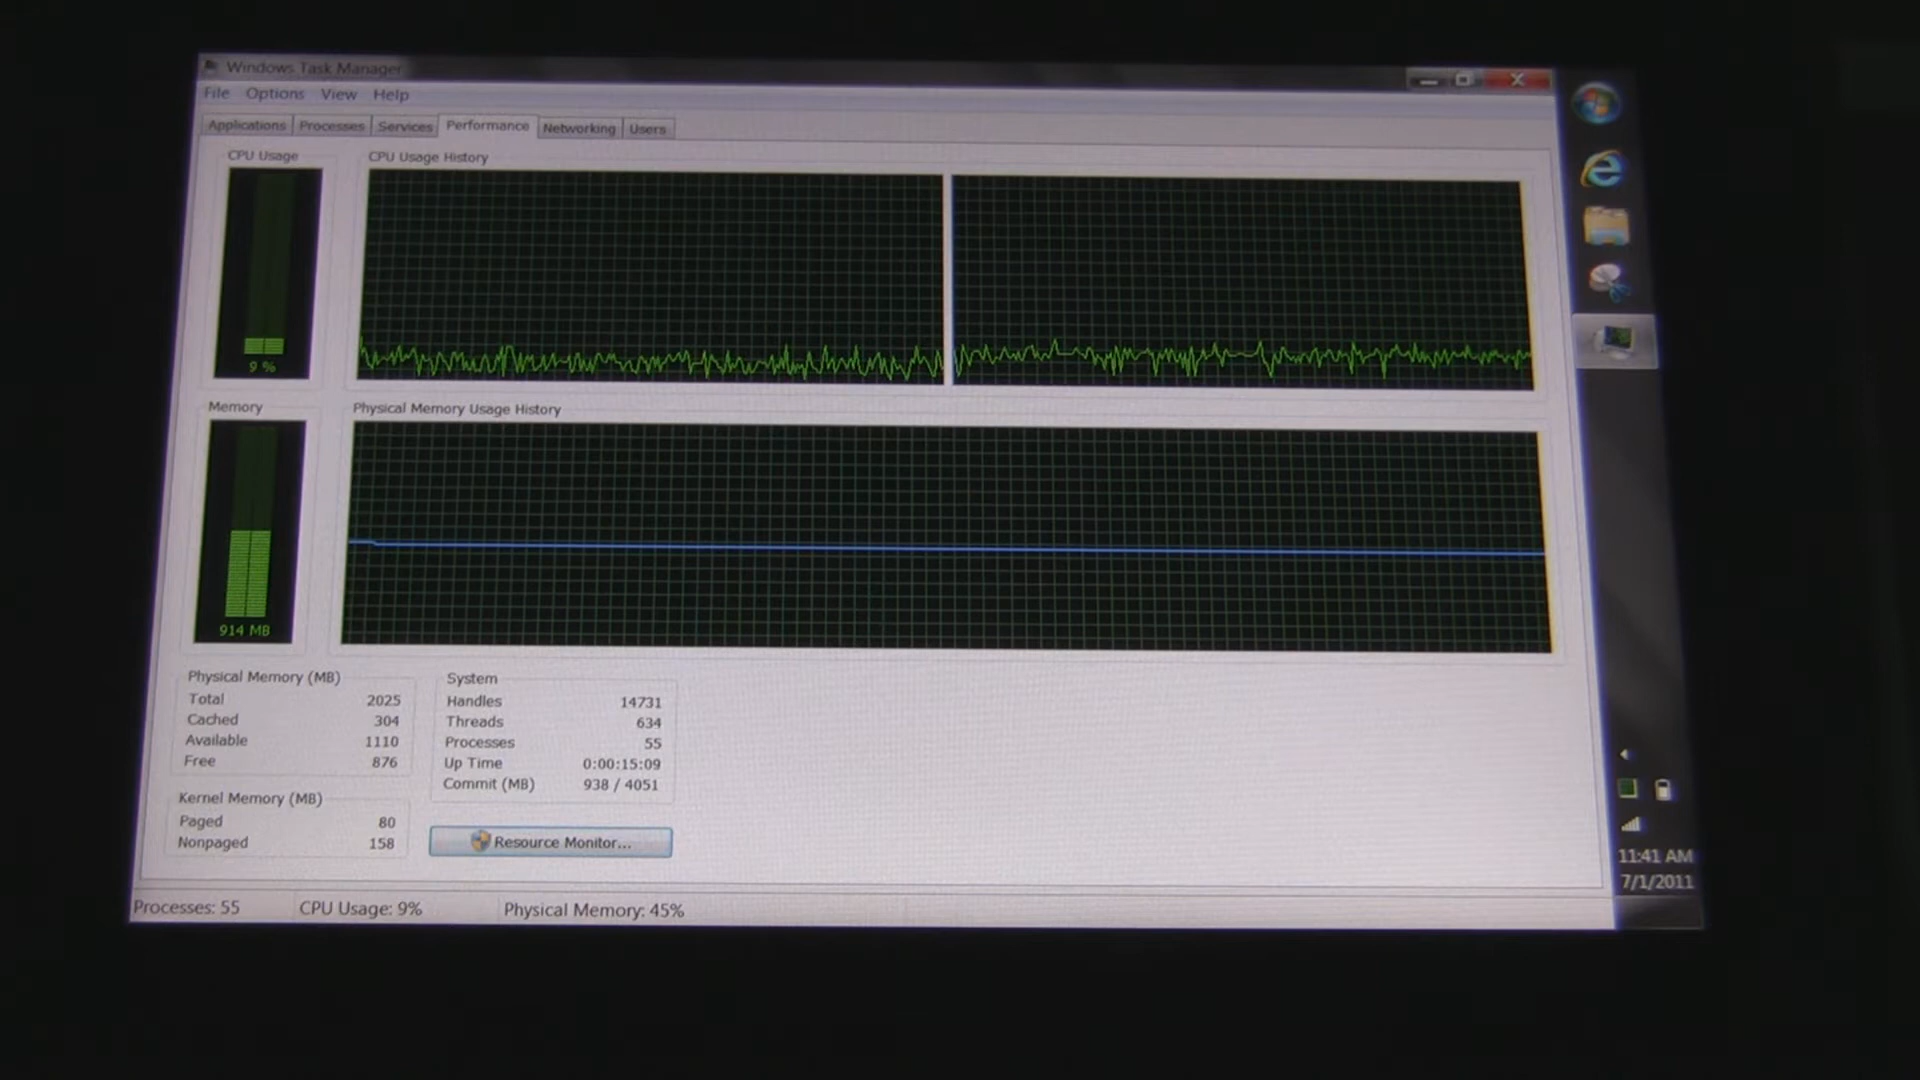 Windows Task Manager
File Options View Help
Applications Processes Services Performance Networking Users
CPU Usage
CPU Usage History
9 %
Memory
Physical Memory Usage History
914 MB
Physical Memory (MB)
Total 2025
Cached 304
Available 1110
Free 876
Kernel Memory (MB)
Paged 80
Nonpaged 158
System
Handles 14731
Threads 634
Processes 55
Up Time 0:00:15:09
Commit (MB) 938 / 4051
Resource Monitor...
Processes: 55 CPU Usage: 9% Physical Memory: 45%
11:41 AM
7/1/2011